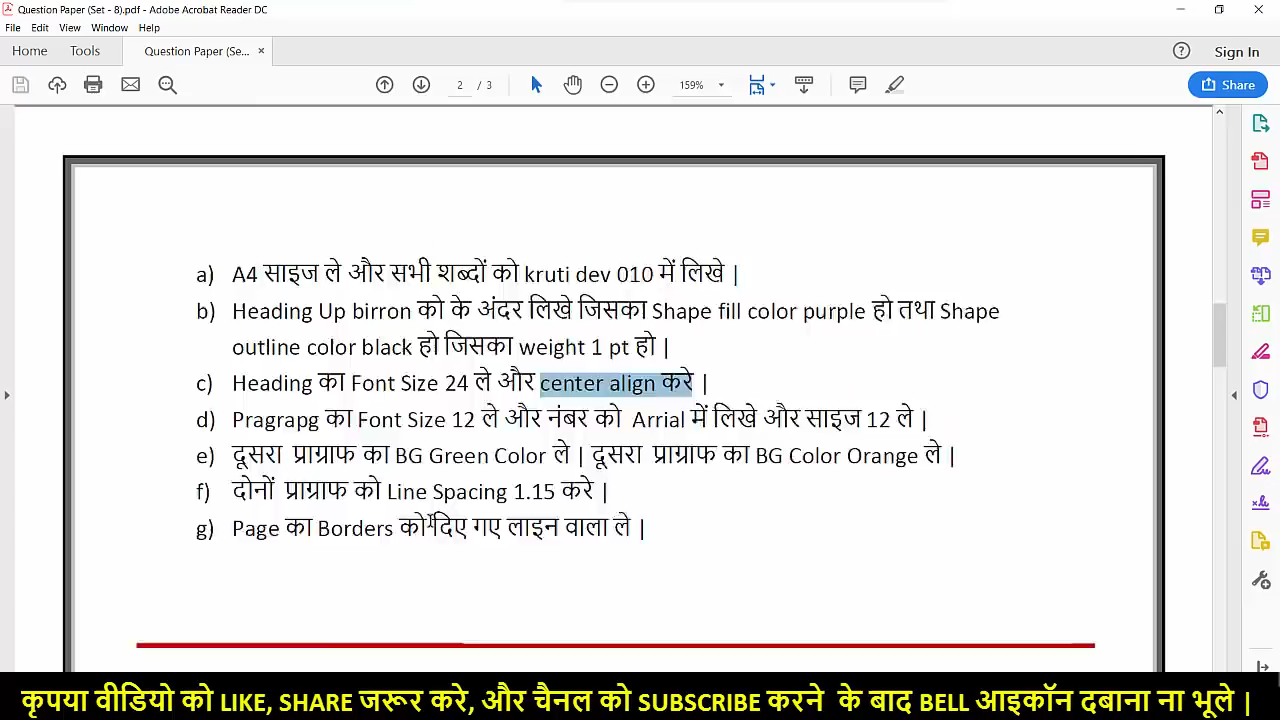 Question Paper (Set - 8).pdf - Adobe Acrobat Reader DC
File Edit View Window Help
Home Tools Question Paper (Se... × Sign In
2 / 3 159% Share
a) A4 साइज ले और सभी शब्दों को kruti dev 010 में लिखे |
b) Heading Up birron को के अंदर लिखे जिसका Shape fill color purple हो तथा Shape
outline color black हो जिसका weight 1 pt हो |
c) Heading का Font Size 24 ले और center align करे |
d) Pragrapg का Font Size 12 ले और नंबर को Arrial में लिखे और साइज 12 ले |
e) दूसरा प्राग्राफ का BG Green Color ले | दूसरा प्राग्राफ का BG Color Orange ले |
f) दोनों प्राग्राफ को Line Spacing 1.15 करे |
g) Page का Borders को दिए गए लाइन वाला ले |
कृपया वीडियो को LIKE, SHARE जरूर करे, और चैनल को SUBSCRIBE करने के बाद BELL आइकॉन दबाना ना भूले |